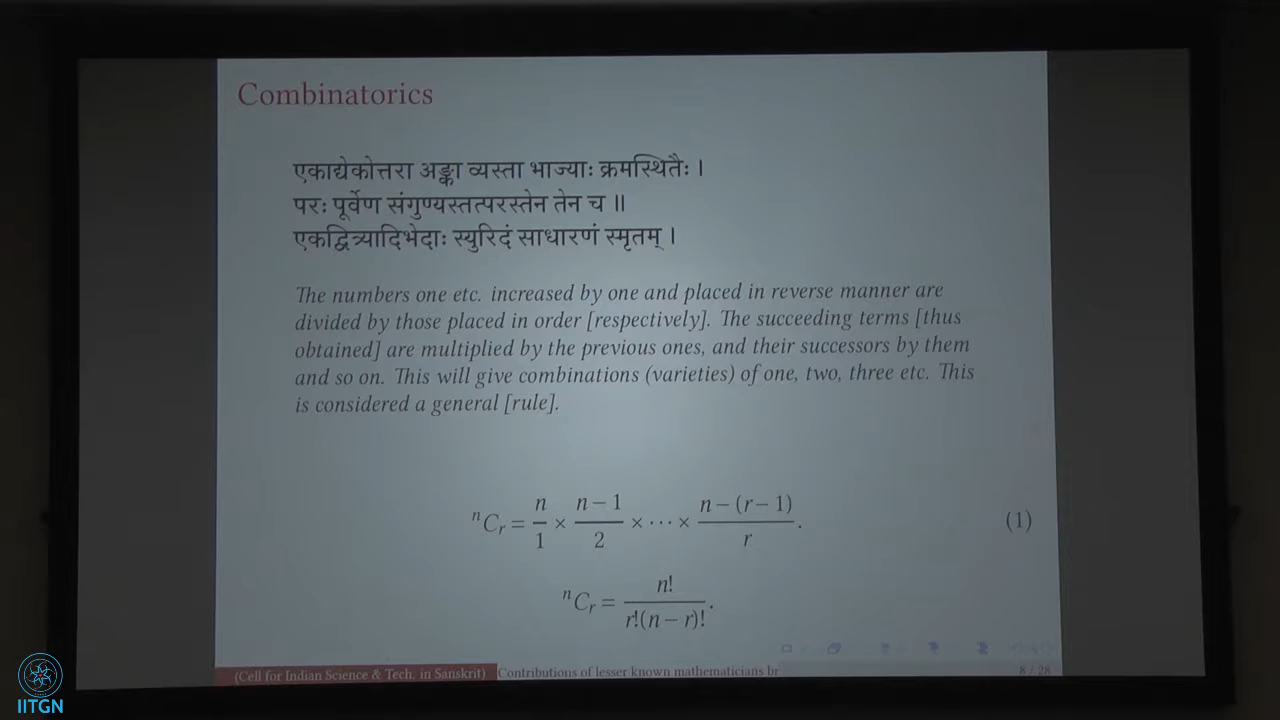 Combinatorics
एकाद्येकोत्तरा अङ्का व्यस्ता भाज्याः क्रमस्थितैः ।
परः पूर्वेण संगुण्यस्तत्परस्तेन तेन च ॥
एकद्वित्र्यादिभेदाः स्युरिदं साधारणं स्मृतम् ।
The numbers one etc. increased by one and placed in reverse manner are
divided by those placed in order [respectively]. The succeeding terms [thus
obtained] are multiplied by the previous ones, and their successors by them
and so on. This will give combinations (varieties) of one, two, three etc. This
is considered a general [rule].
ⁿCᵣ = n/1 × (n − 1)/2 × ⋯ × (n − (r − 1))/r. (1)
ⁿCᵣ = n!/(r!(n − r)!).
(Cell for Indian Science & Tech. in Sanskrit) Contributions of lesser known mathematicians br 8 / 28
IITGN